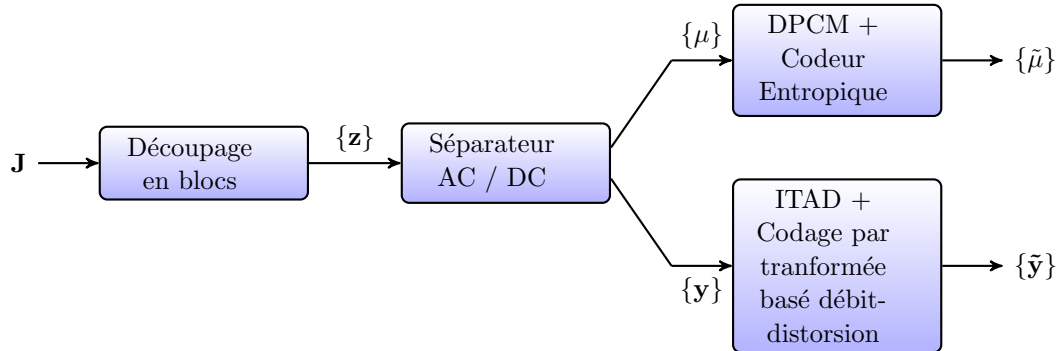 J
Découpage
en blocs
{z}
Séparateur
AC / DC
{μ}
DPCM +
Codeur
Entropique
{μ̃}
{y}
ITAD +
Codage par
tranformée
basé débit-
distorsion
{ỹ}